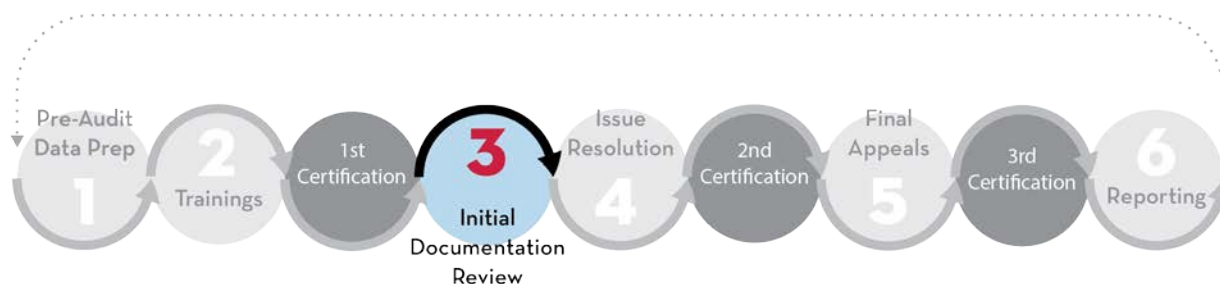 Pre-Audit
Data Prep
1
2
Trainings
1st
Certification
3
Initial
Documentation
Review
Issue
Resolution
4
2nd
Certification
Final
Appeals
5
3rd
Certification
6
Reporting